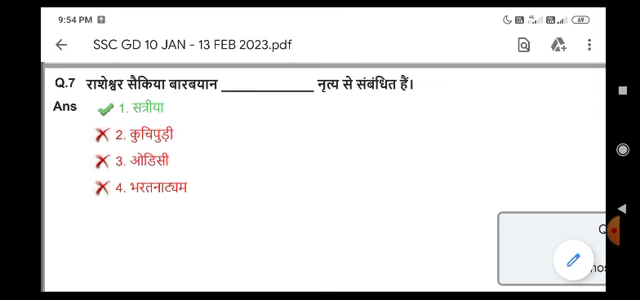 9:54 PM
69
SSC GD 10 JAN - 13 FEB 2023.pdf
Q.7 राशेश्वर सैकिया बारबयान ____________ नृत्य से संबंधित हैं।
Ans 1. सत्रीया
2. कुचिपुड़ी
3. ओडिसी
4. भरतनाट्यम